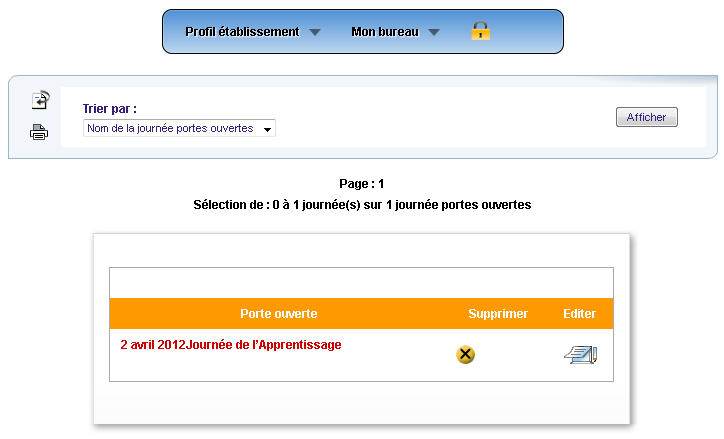 Profil établissement Mon bureau
Trier par :
Nom de la journée portes ouvertes Afficher
Page : 1
Sélection de : 0 à 1 journée(s) sur 1 journée portes ouvertes
Porte ouverte Supprimer Editer
2 avril 2012Journée de l'Apprentissage